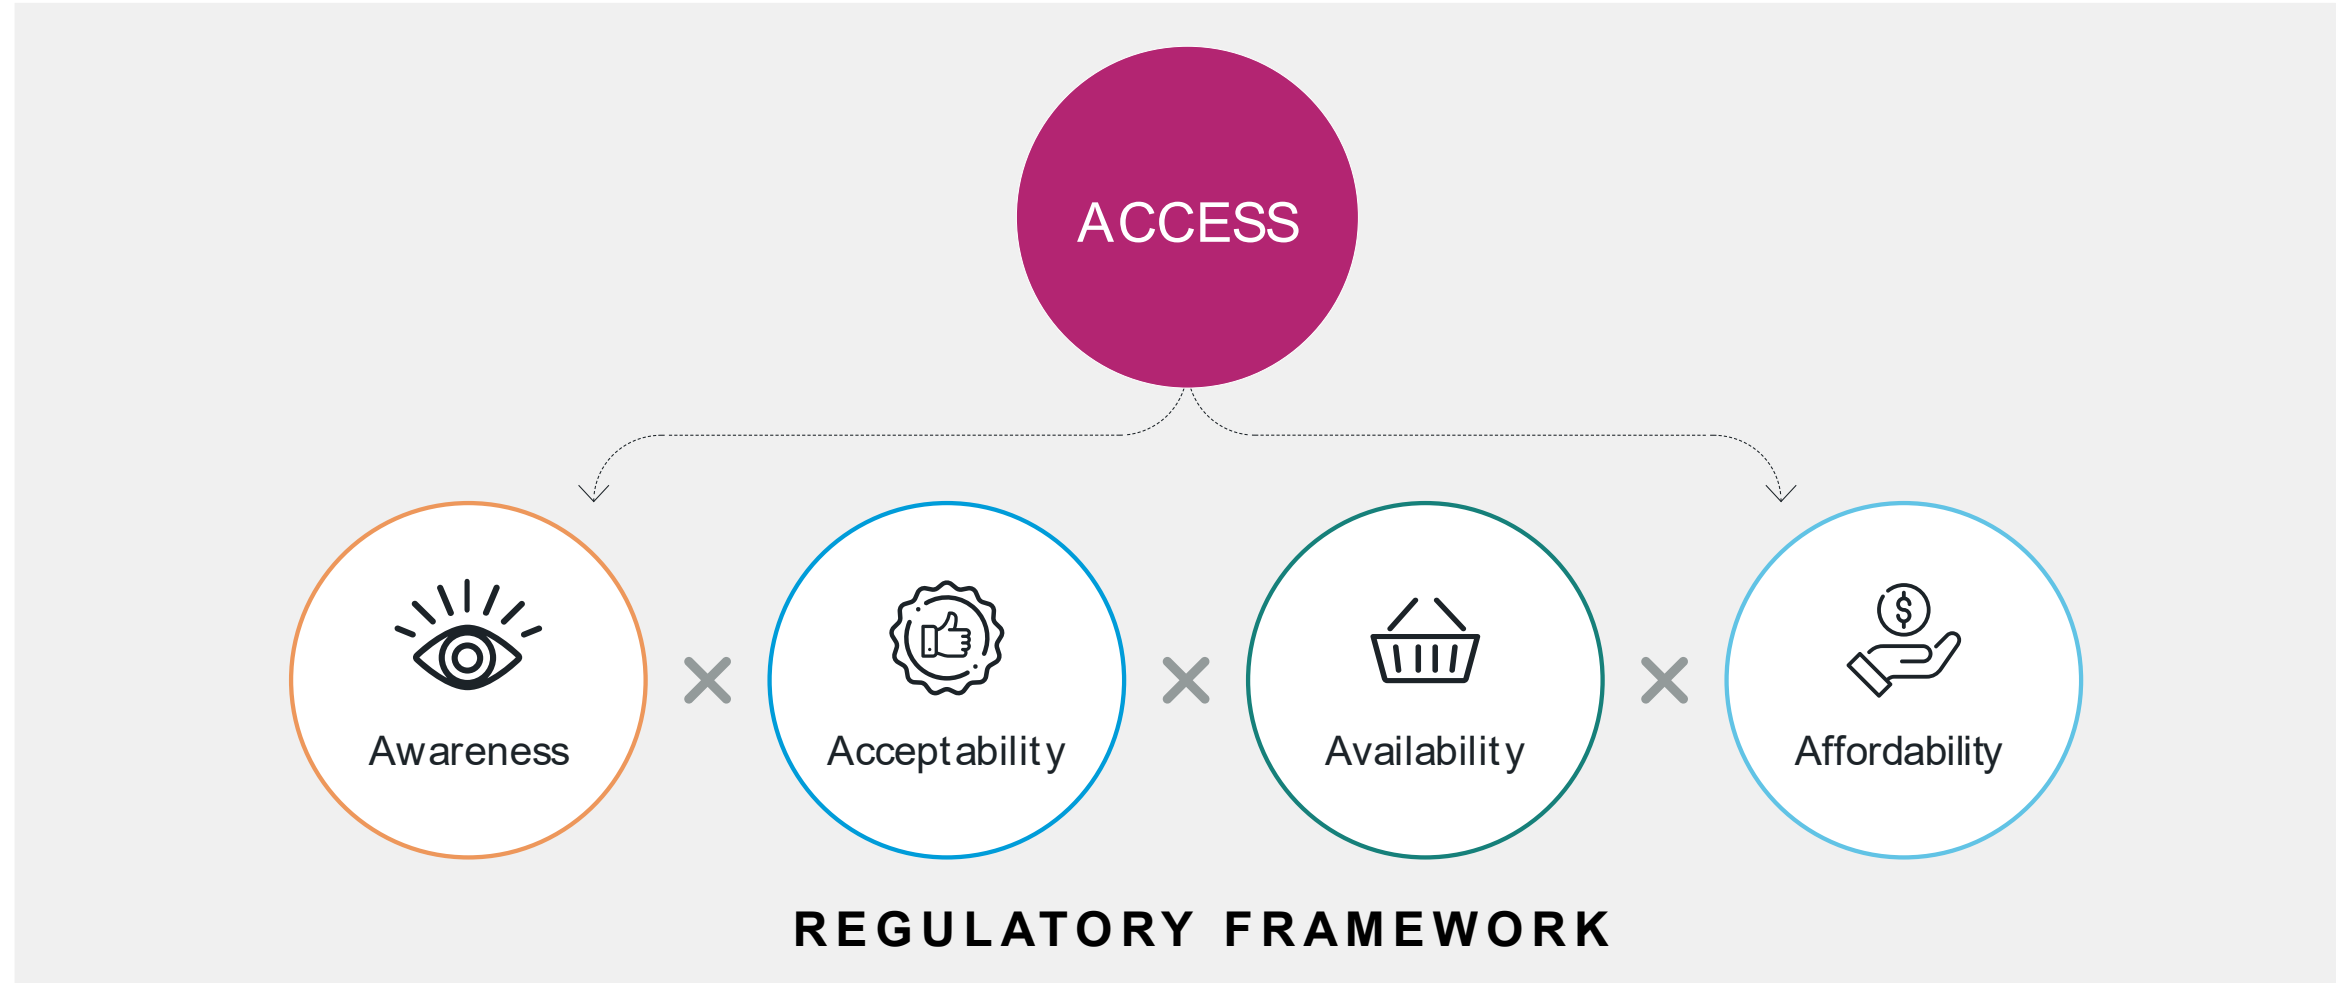 ACCESS
Awareness
Acceptability
Availability
$
Affordability
REGULATORY FRAMEWORK